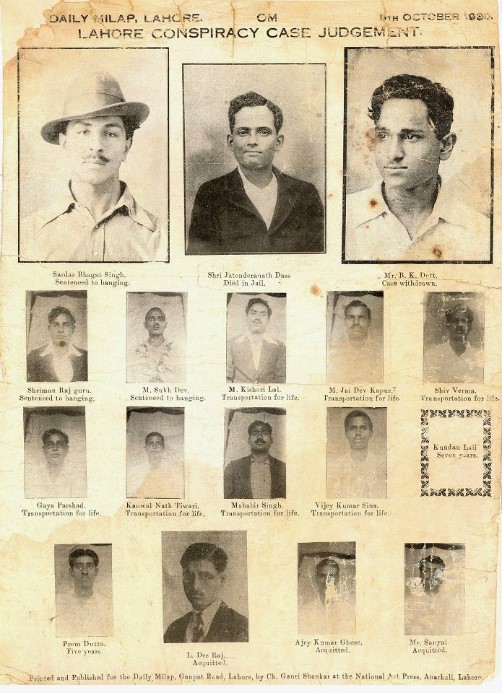 DAILY MILAP, LAHORE. OM 9TH OCTOBER 1930.
LAHORE CONSPIRACY CASE JUDGEMENT.
Sardar Bhagat Singh.
Sentenced to hanging.
Shri Jatendernath Dass
Died in Jail.
Mr. B. K. Dutt.
Case withdrawn.
Shriman Raj guru.
Sentenced to hanging.
M. Sukh Dev.
Sentenced to hanging.
M. Kishori Lal.
Transportation for life.
M. Jai Dev Kapur.
Transportation for life.
Shiv Verma.
Transportation for life.
Gaya Parshad.
Transportation for life.
Kanwal Nath Tiwari.
Transportation for life.
Mahabir Singh.
Transportation for life.
Vijey Kumar Sina.
Transportation for life.
Kundan Lall
Seven years.
Prem Dutta.
Five years
L. Des Raj.
Acquitted.
Ajey Kumar Ghose.
Acquitted.
Mr. Sanyal
Acquitted.
Printed and Published for the Daily Milap, Ganpat Road, Lahore, by Ch. Gauri Shankar at the National Art Press, Anarkali, Lahore.